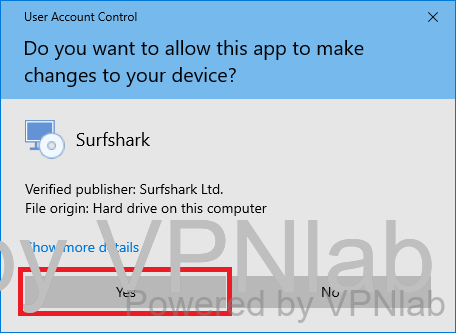 User Account Control
Do you want to allow this app to make
changes to your device?
Surfshark
Verified publisher: Surfshark Ltd.
File origin: Hard drive on this computer
Show more details
by VPNlab
Yes
No
Powered by VPNlab